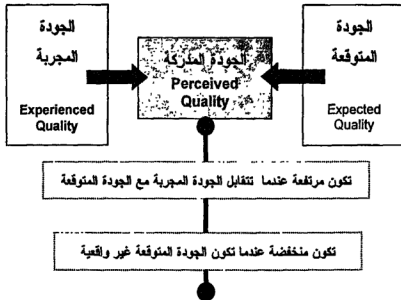 الجودة
المتوقعة
Expected
Quality
الجودة المدركة
Perceived
Quality
الجودة
المجربة
Experienced
Quality
تكون مرتفعة عندما تتقابل الجودة المجربة مع الجودة المتوقعة
تكون منخفضة عندما تكون الجودة المتوقعة غير واقعية